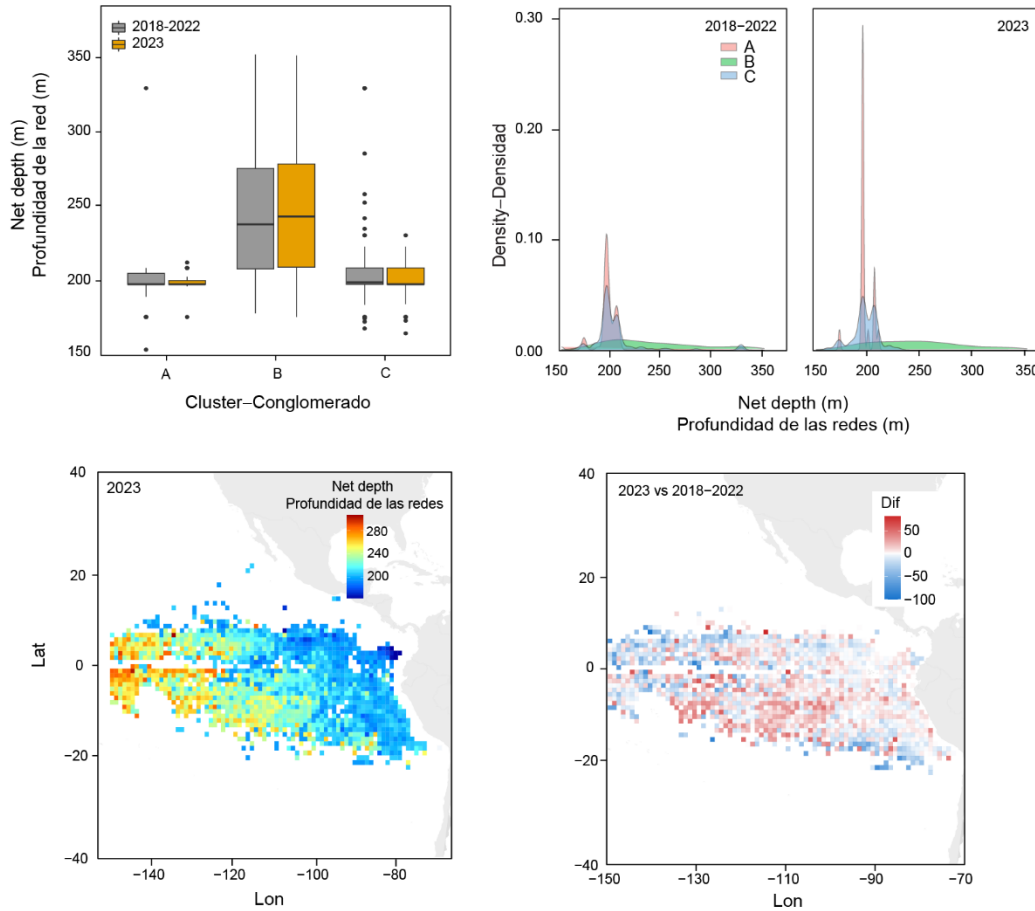 2018-2022
2023
Net depth (m)
Profundidad de la red (m)
350
300
250
200
150
A
B
C
Cluster−Conglomerado
0.30
0.20
0.10
0.00
Density−Densidad
2018−2022
A
B
C
2023
150
200
250
300
350
150
200
250
300
350
Net depth (m)
Profundidad de las redes (m)
2023
Net depth
Profundidad de las redes
280
240
200
40
20
0
−20
−40
Lat
−140
−120
−100
−80
Lon
2023 vs 2018−2022
Dif
50
0
−50
−100
40
20
0
−20
−40
−150
−130
−110
−90
−70
Lon